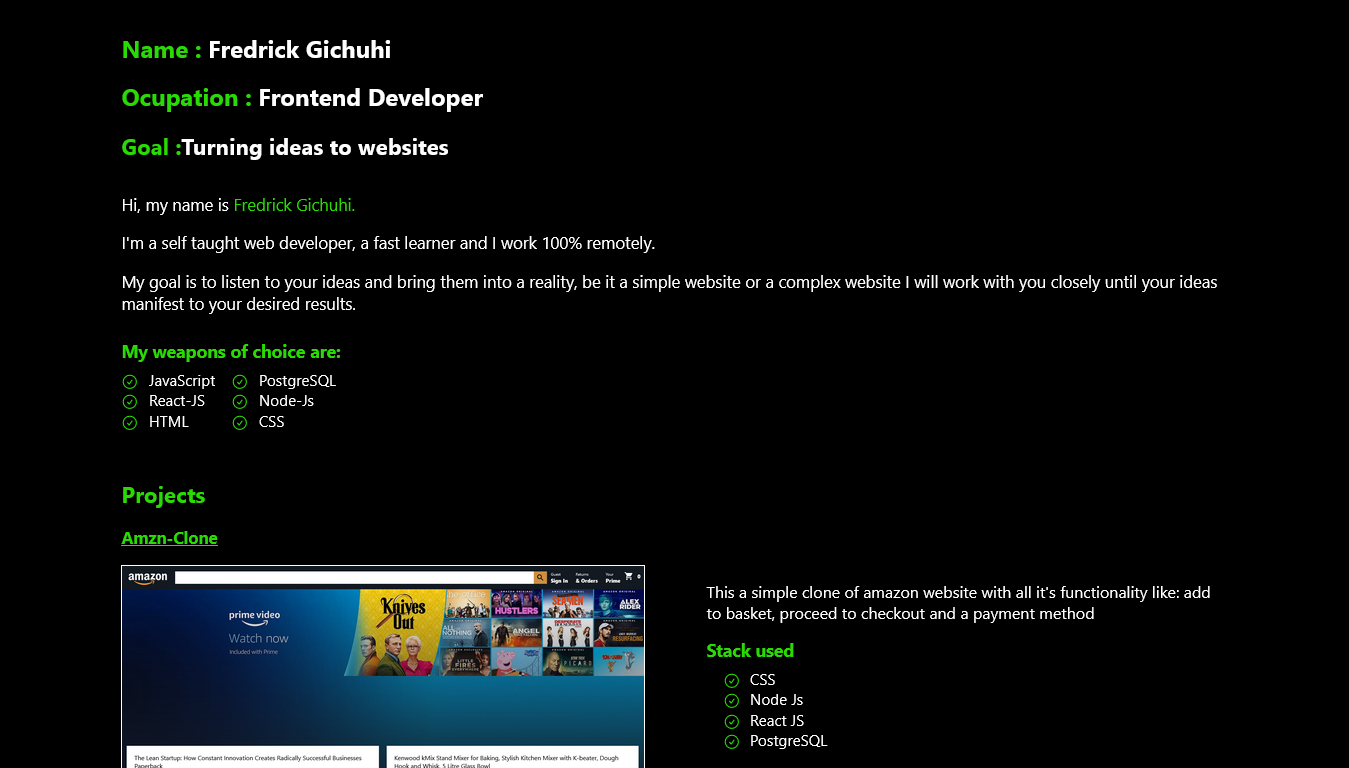 Name : Fredrick Gichuhi
Ocupation : Frontend Developer
Goal :Turning ideas to websites
Hi, my name is Fredrick Gichuhi.
I'm a self taught web developer, a fast learner and I work 100% remotely.
My goal is to listen to your ideas and bring them into a reality, be it a simple website or a complex website I will work with you closely until your ideas
manifest to your desired results.
My weapons of choice are:
JavaScript PostgreSQL
React-JS Node-Js
HTML CSS
Projects
Amzn-Clone
amazon
Guest Returns Your
Sign In & Orders Prime 0
prime video
Watch now
Included with Prime
Knives
Out
HUSTLERS
ALEX
RIDER
ALL
NOTHING
ANGEL
LITTLE
FIRES
EVERYWHERE
PICARD
The Lean Startup: How Constant Innovation Creates Radically Successful Businesses
Paperback
Kenwood kMix Stand Mixer for Baking, Stylish Kitchen Mixer with K-beater, Dough
Hook and Whisk, 5 Litre Glass Bowl
This a simple clone of amazon website with all it's functionality like: add
to basket, proceed to checkout and a payment method
Stack used
CSS
Node Js
React JS
PostgreSQL